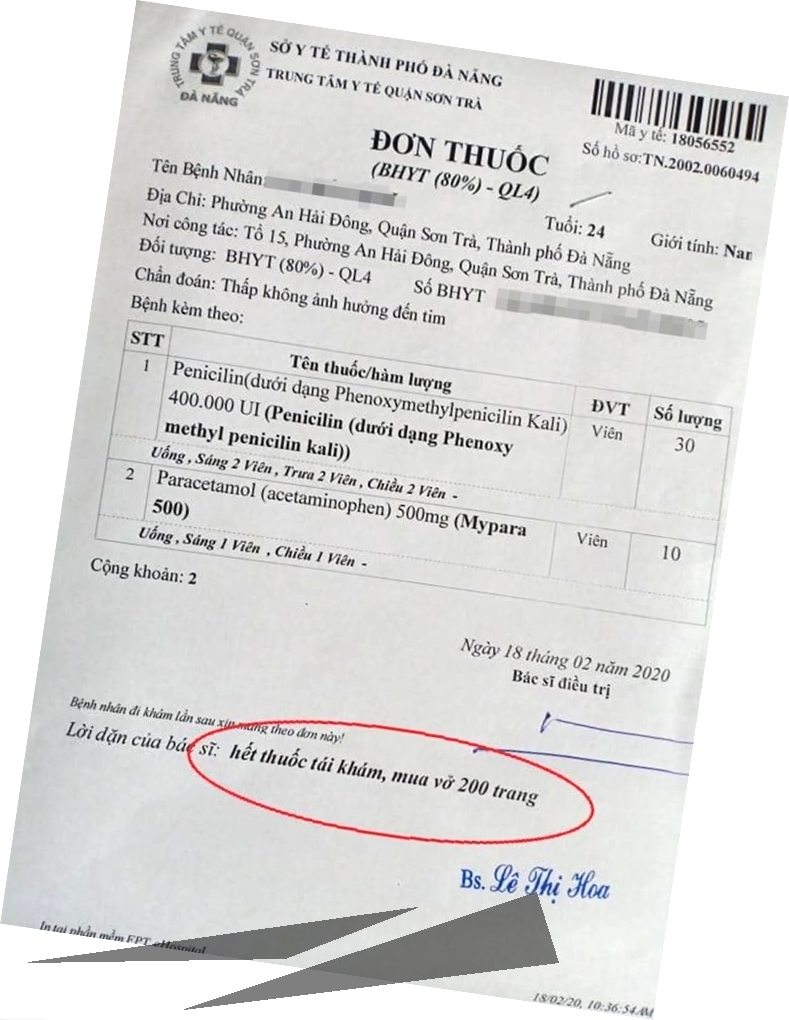 TRUNG TÂM Y TẾ QUẬN SƠN TRÀ
ĐÀ NẴNG
SỞ Y TẾ THÀNH PHỐ ĐÀ NẴNG
TRUNG TÂM Y TẾ QUẬN SƠN TRÀ
Mã y tế: 18056552
Số hồ sơ:TN.2002.0060494
ĐƠN THUỐC
(BHYT (80%) - QL4)
Tên Bệnh Nhân:
Tuổi: 24
Giới tính: Nam
Địa Chỉ: Phường An Hải Đông, Quận Sơn Trà, Thành phố Đà Nẵng
Nơi công tác: Tổ 15, Phường An Hải Đông, Quận Sơn Trà, Thành phố Đà Nẵng
Đối tượng: BHYT (80%) - QL4 Số BHYT
Chẩn đoán: Thấp không ảnh hưởng đến tim
Bệnh kèm theo:
STT Tên thuốc/hàm lượng ĐVT Số lượng
1 Penicilin(dưới dạng Phenoxymethylpenicilin Kali) Viên 30
400.000 UI (Penicilin (dưới dạng Phenoxy
methyl penicilin kali))
Uống , Sáng 2 Viên , Trưa 2 Viên , Chiều 2 Viên -
2 Paracetamol (acetaminophen) 500mg (Mypara Viên 10
500)
Uống , Sáng 1 Viên , Chiều 1 Viên -
Cộng khoản: 2
Ngày 18 tháng 02 năm 2020
Bác sĩ điều trị
Bệnh nhân đi khám lần sau xin mang theo đơn này!
Lời dặn của bác sĩ: hết thuốc tái khám, mua vở 200 trang
Bs. Lê Thị Hoa
In tại phần mềm FPT. eHospital
18/02/20, 10:36:54AM